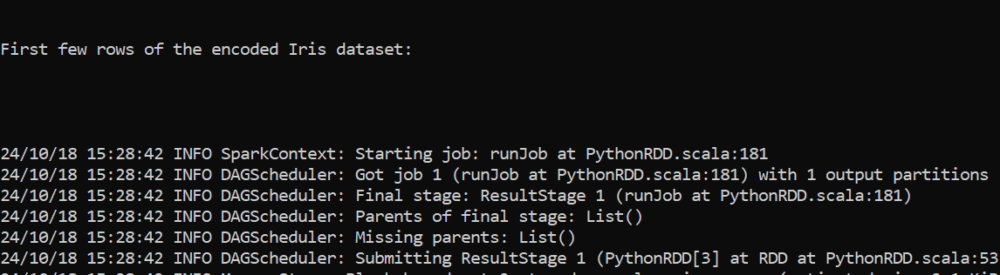 First few rows of the encoded Iris dataset:
24/10/18 15:28:42 INFO SparkContext: Starting job: runJob at PythonRDD.scala:181
24/10/18 15:28:42 INFO DAGScheduler: Got job 1 (runJob at PythonRDD.scala:181) with 1 output partitions
24/10/18 15:28:42 INFO DAGScheduler: Final stage: ResultStage 1 (runJob at PythonRDD.scala:181)
24/10/18 15:28:42 INFO DAGScheduler: Parents of final stage: List()
24/10/18 15:28:42 INFO DAGScheduler: Missing parents: List()
24/10/18 15:28:42 INFO DAGScheduler: Submitting ResultStage 1 (PythonRDD[3] at RDD at PythonRDD.scala:53